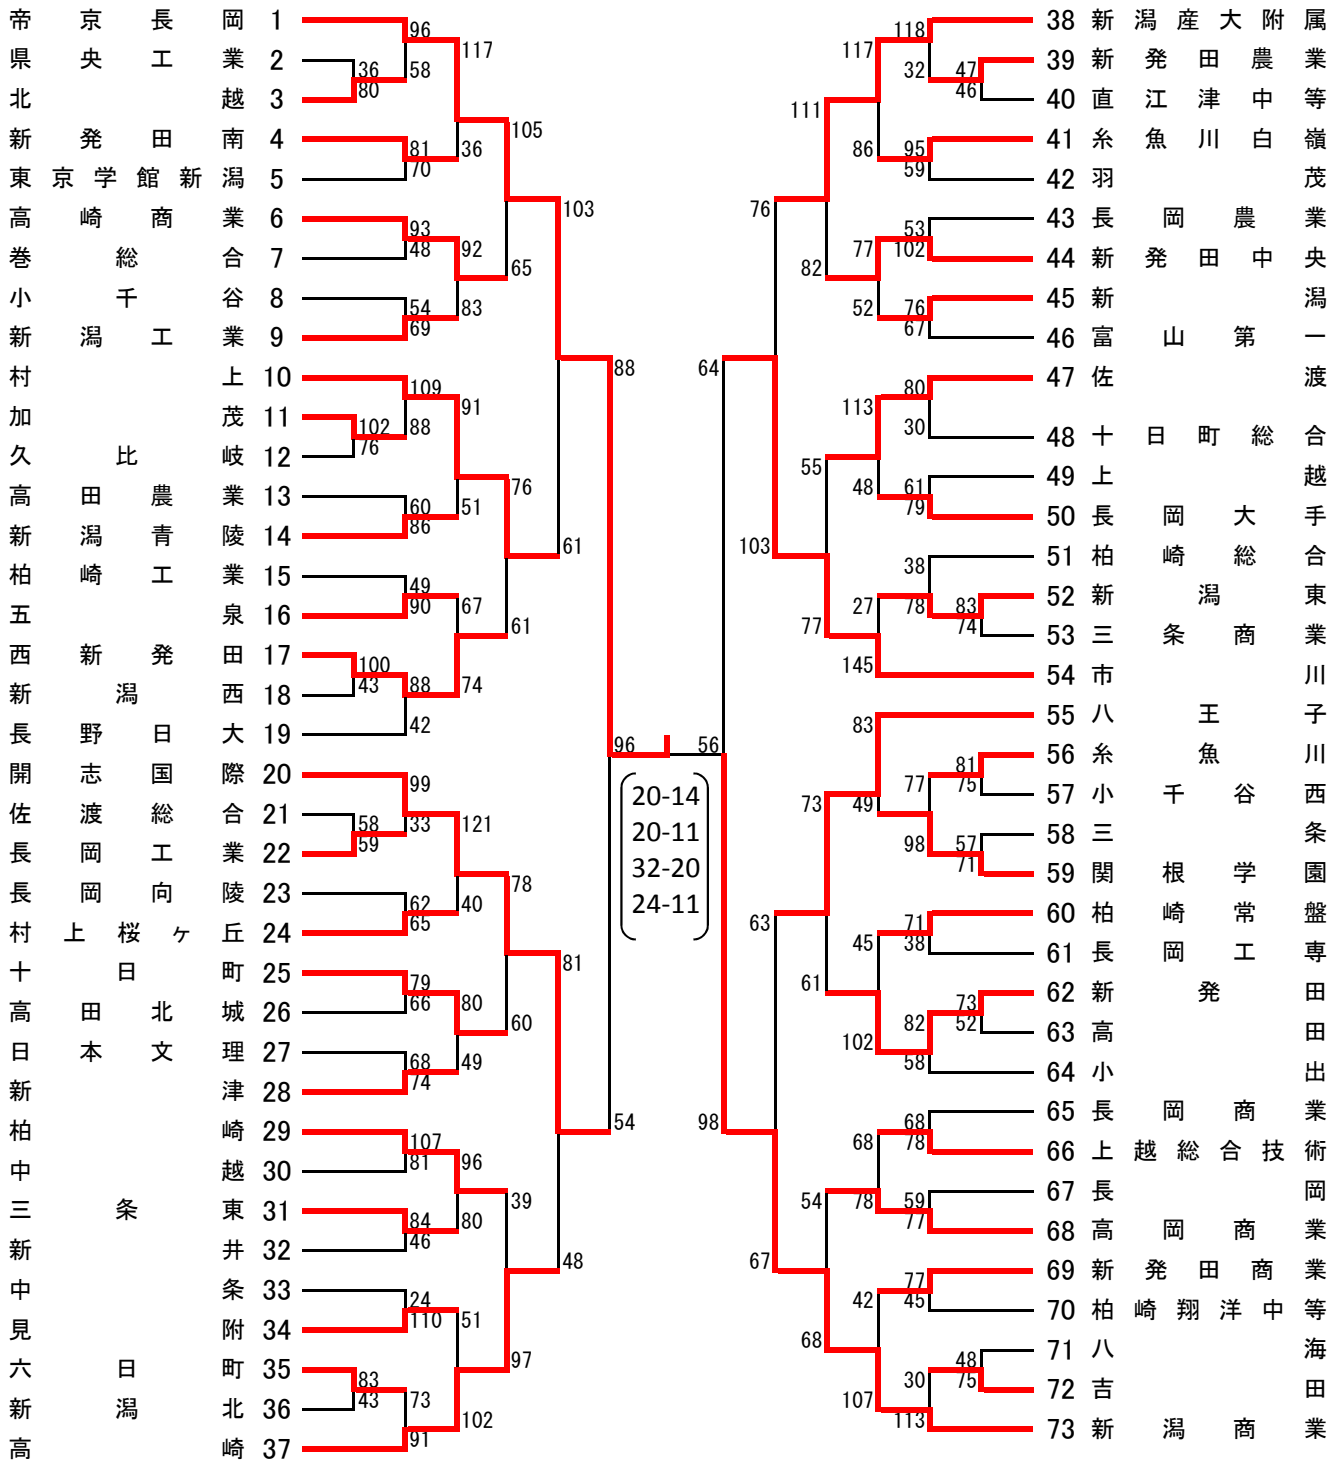 帝京長岡 1
県央工業 2
北越 3
新発田南 4
東京学館新潟 5
高崎商業 6
巻総合 7
小千谷 8
新潟工業 9
村上 10
加茂 11
久比岐 12
高田農業 13
新潟青陵 14
柏崎工業 15
五泉 16
西新発田 17
新潟西 18
長野日大 19
開志国際 20
佐渡総合 21
長岡工業 22
長岡向陵 23
村上桜ヶ丘 24
十日町 25
高田北城 26
日本文理 27
新津 28
柏崎 29
中越 30
三条東 31
新井 32
中条 33
見附 34
六日町 35
新潟北 36
高崎 37
96
58
36
80
81
70
93
48
54
69
109
88
102
76
60
86
49
90
100
43
88
42
99
33
58
59
62
65
79
66
68
74
107
81
84
46
24
110
83
43
73
91
117
36
92
83
91
51
67
74
121
40
80
49
96
80
51
102
105
65
76
61
78
60
39
97
103
61
81
48
88
54
96
56
20-14
20-11
32-20
24-11
64
98
76
103
63
67
111
82
55
77
73
61
54
68
117
86
77
52
113
48
27
145
83
49
45
102
68
78
42
107
118
32
47
46
95
59
53
102
76
67
80
30
61
79
38
78
83
74
77
98
81
75
57
71
71
38
82
58
73
52
68
78
59
77
77
45
30
113
48
75
38 新潟産大附属
39 新発田農業
40 直江津中等
41 糸魚川白嶺
42 羽茂
43 長岡農業
44 新発田中央
45 新潟
46 富山第一
47 佐渡
48 十日町総合
49 上越
50 長岡大手
51 柏崎総合
52 新潟東
53 三条商業
54 市川
55 八王子
56 糸魚川
57 小千谷西
58 三条
59 関根学園
60 柏崎常盤
61 長岡工専
62 新発田
63 高田
64 小出
65 長岡商業
66 上越総合技術
67 長岡
68 高岡商業
69 新発田商業
70 柏崎翔洋中等
71 八海
72 吉田
73 新潟商業